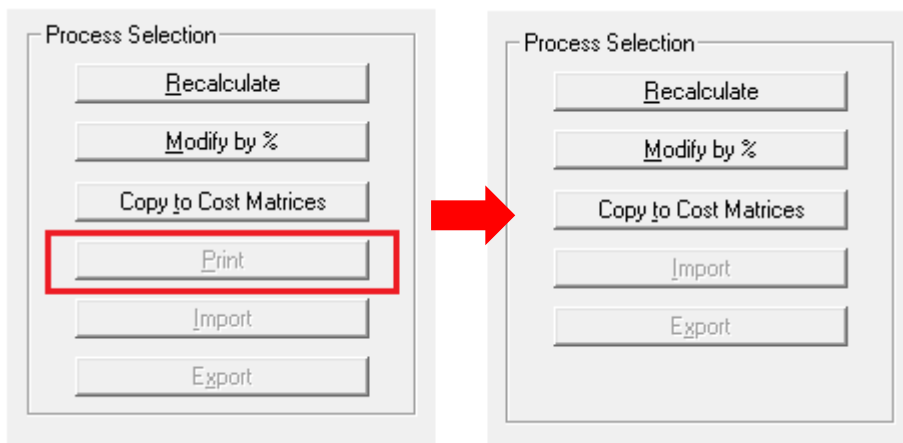 Process Selection
Recalculate
Modify by %
Copy to Cost Matrices
Print
Import
Export
Process Selection
Recalculate
Modify by %
Copy to Cost Matrices
Import
Export